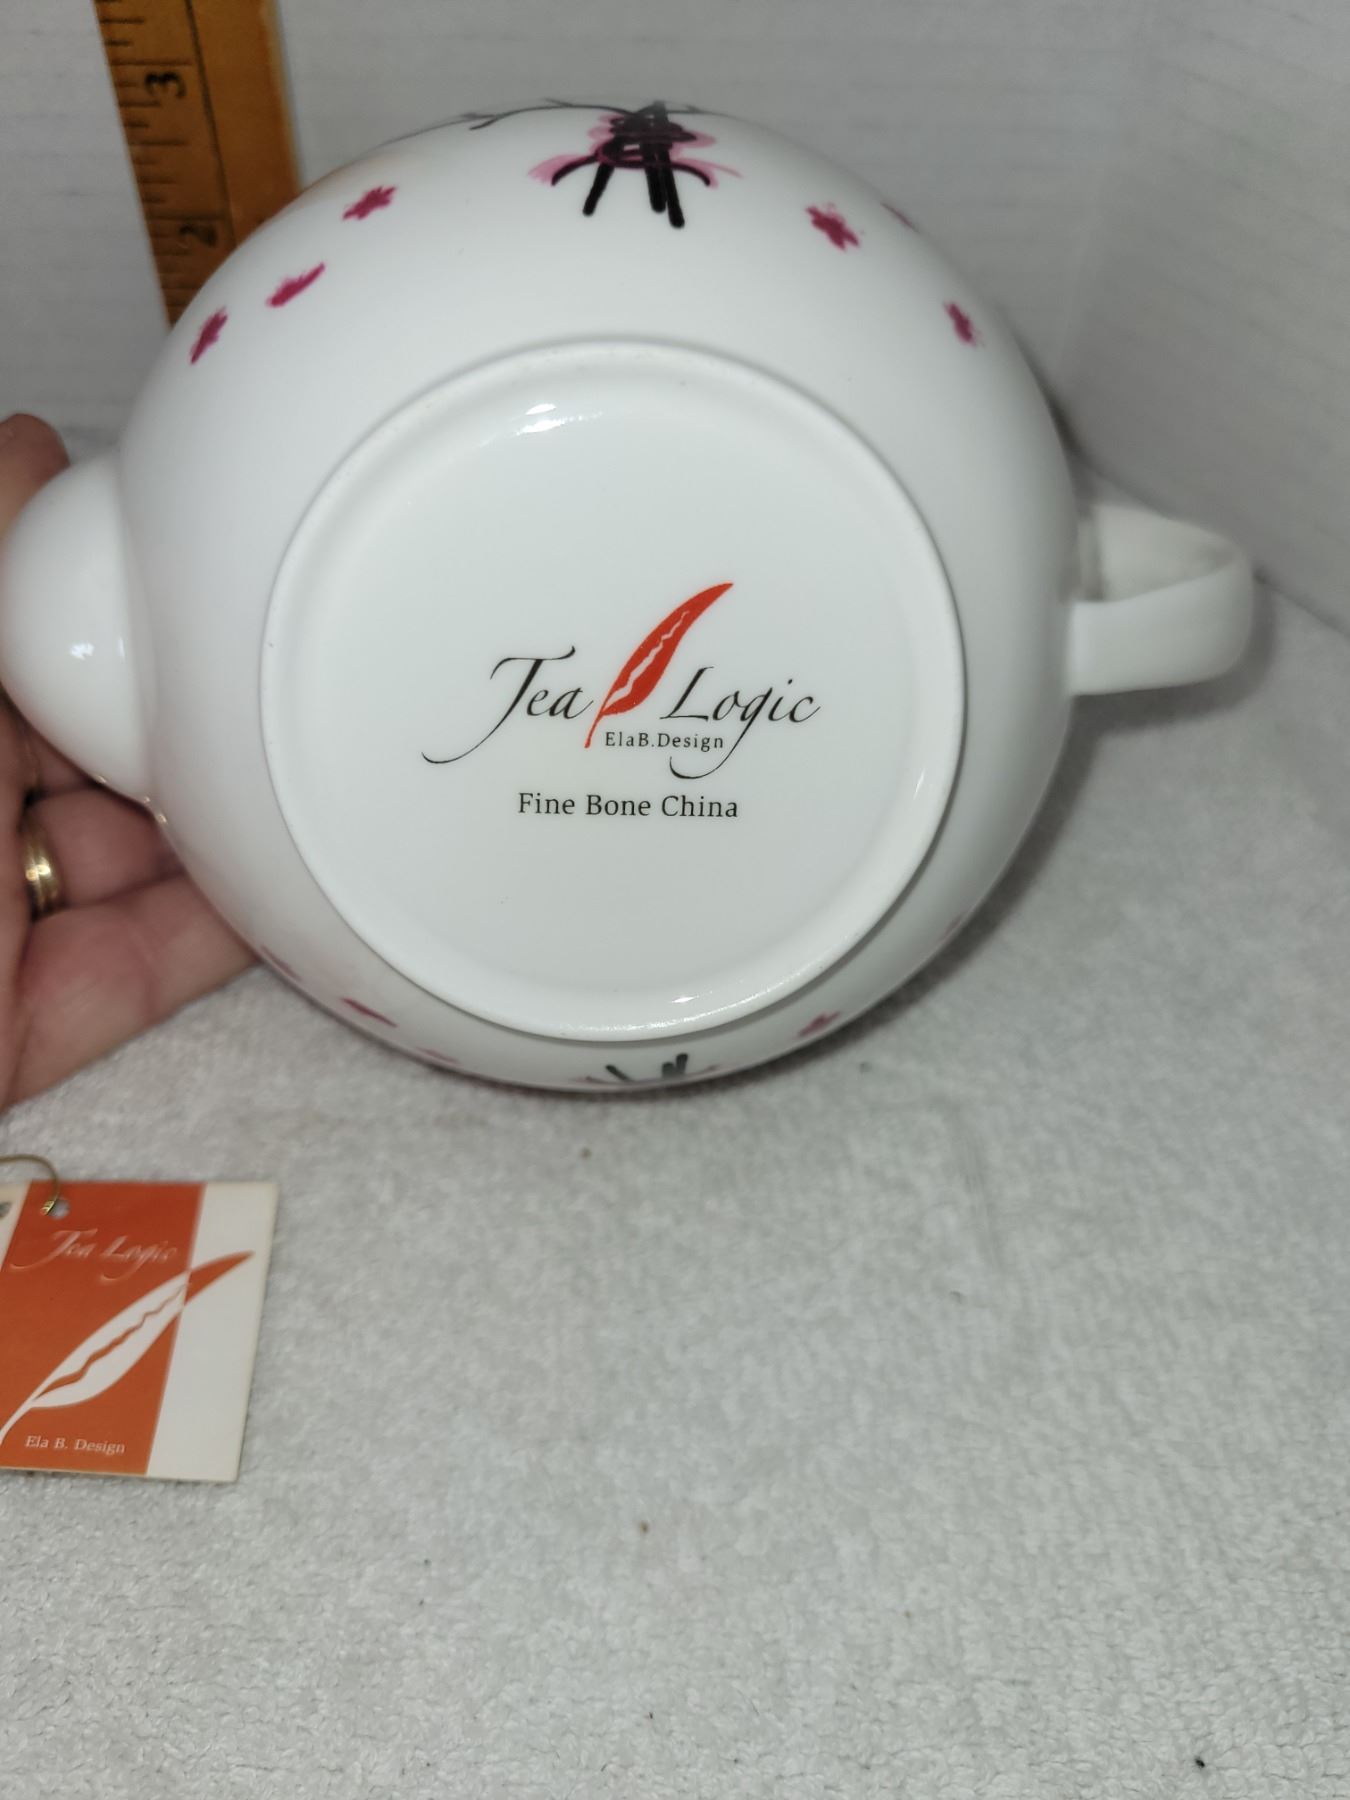 3
2
Tea Logic
ElaB.Design
Fine Bone China
Tea Logic
Ela B. Design